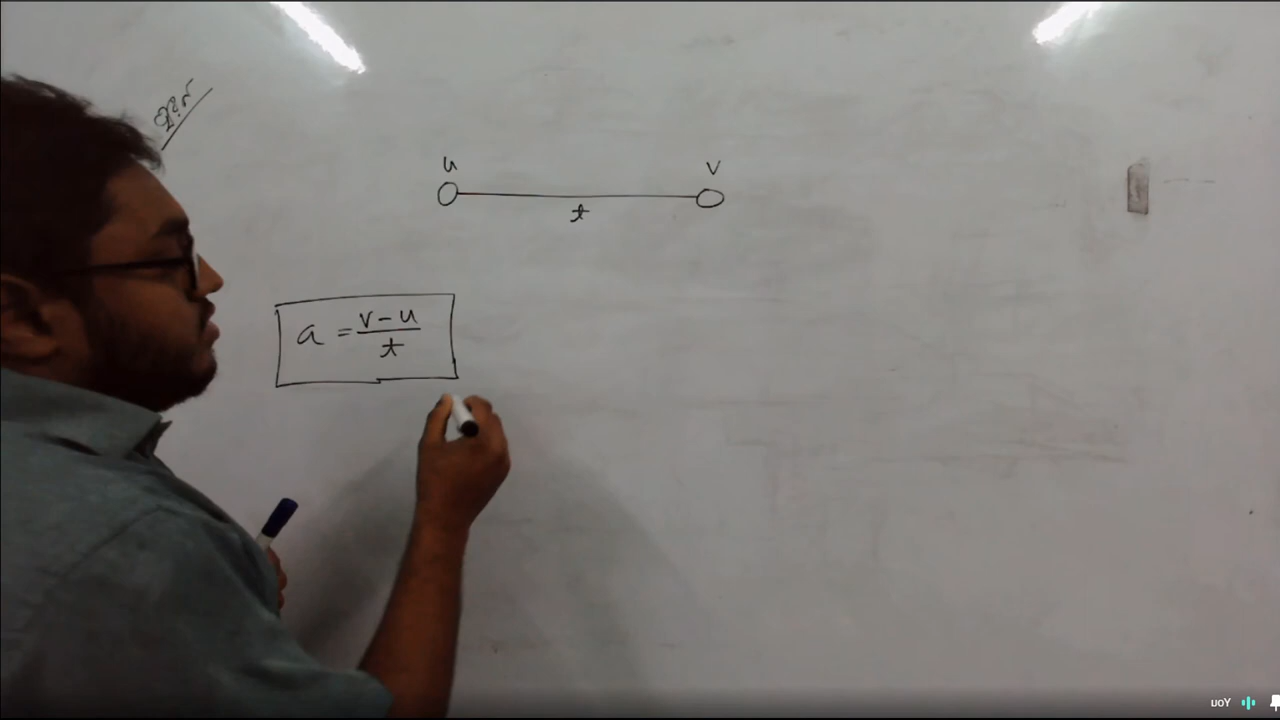 u v
t
a = v - u / t